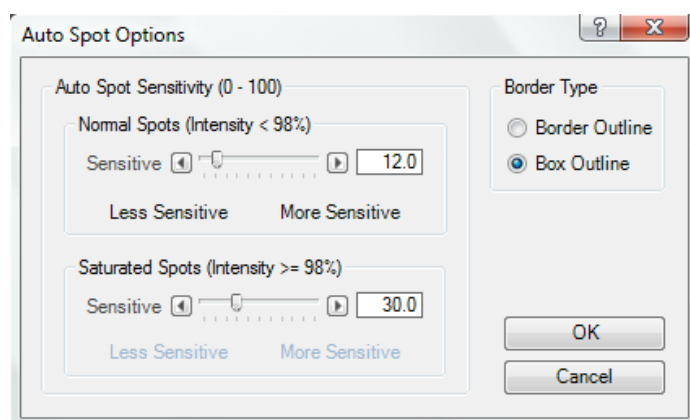 Auto Spot Options
?
X
Auto Spot Sensitivity (0 - 100)
Normal Spots (Intensity < 98%)
Sensitive 12.0
Less Sensitive More Sensitive
Saturated Spots (Intensity >= 98%)
Sensitive 30.0
Less Sensitive More Sensitive
Border Type
Border Outline
Box Outline
OK
Cancel